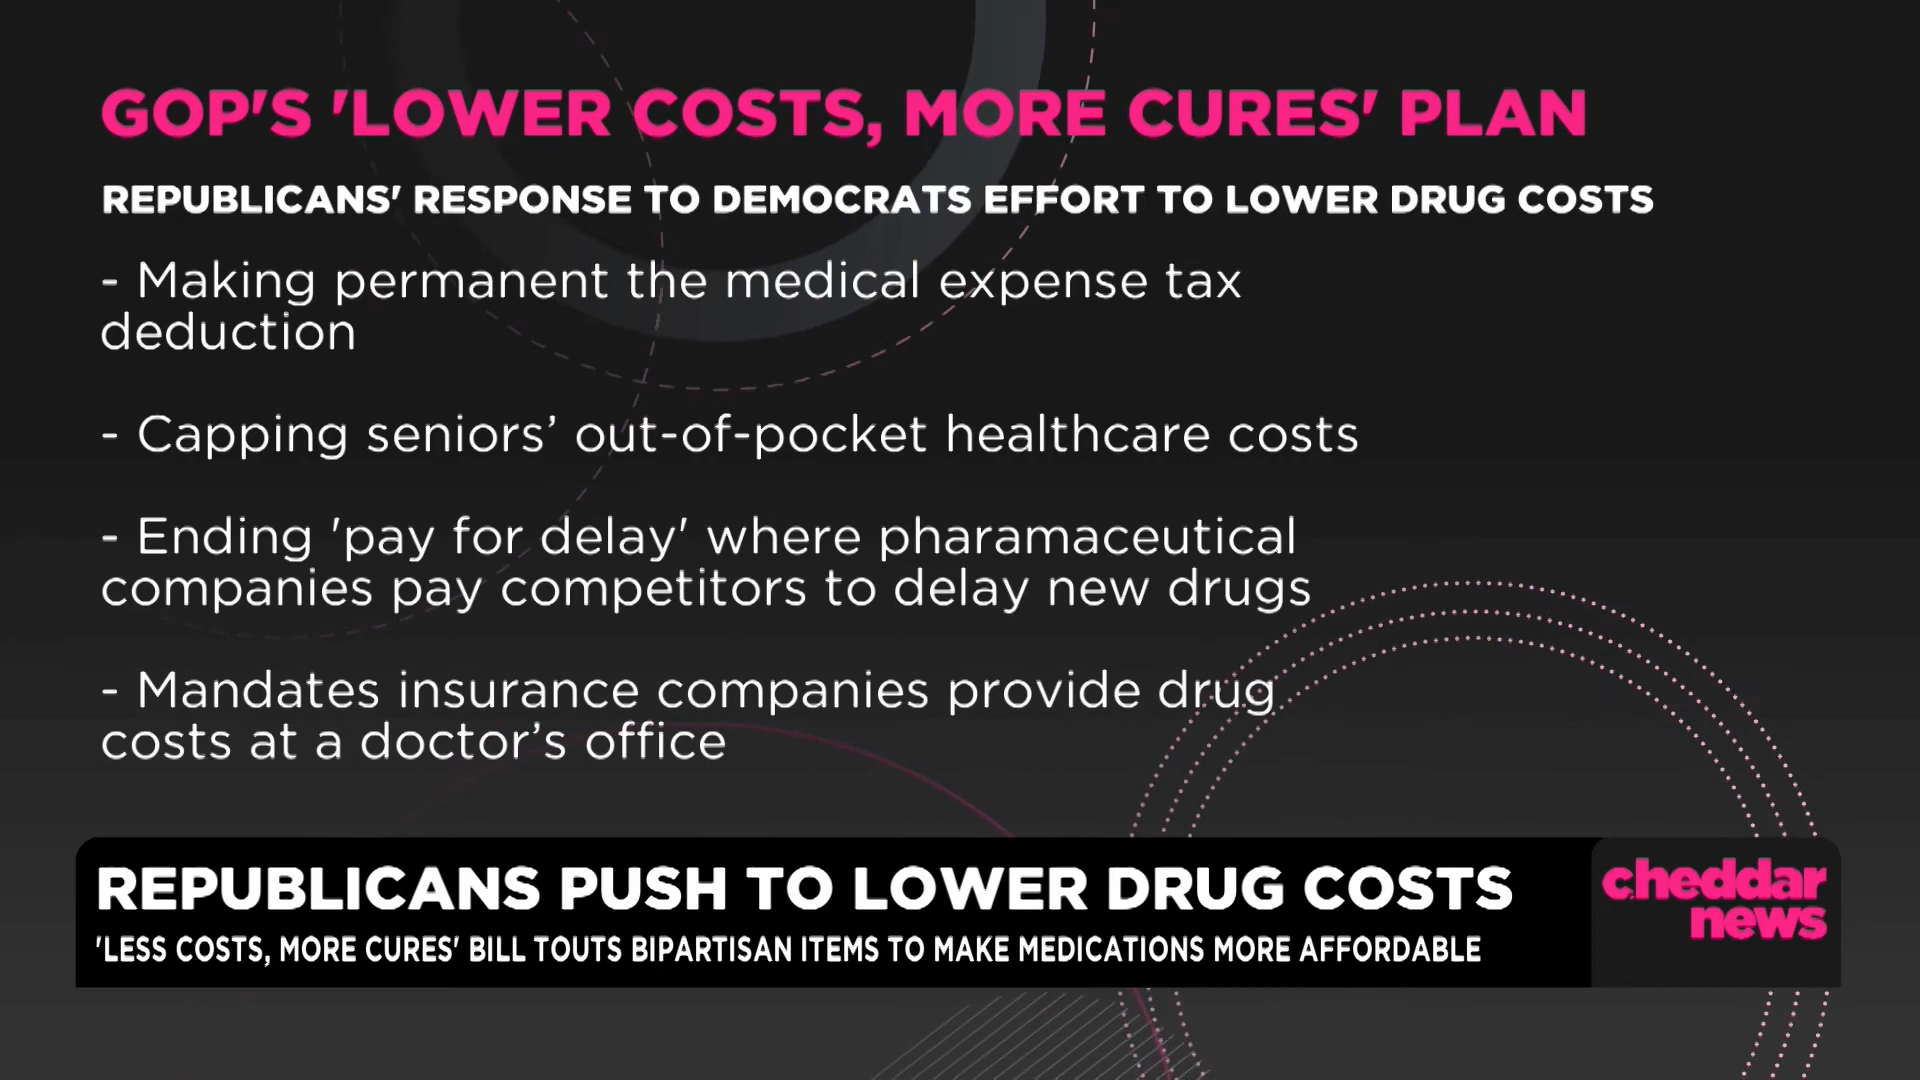 GOP'S 'LOWER COSTS, MORE CURES' PLAN
REPUBLICANS' RESPONSE TO DEMOCRATS EFFORT TO LOWER DRUG COSTS
- Making permanent the medical expense tax
deduction
- Capping seniors’ out-of-pocket healthcare costs
- Ending 'pay for delay' where pharamaceutical
companies pay competitors to delay new drugs
- Mandates insurance companies provide drug
costs at a doctor’s office
REPUBLICANS PUSH TO LOWER DRUG COSTS
'LESS COSTS, MORE CURES' BILL TOUTS BIPARTISAN ITEMS TO MAKE MEDICATIONS MORE AFFORDABLE
cheddar
news